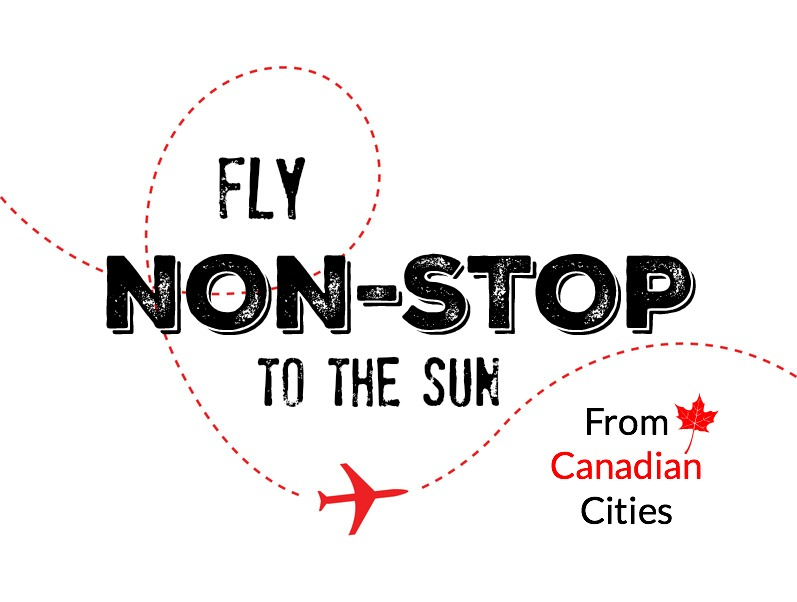 FLY
NON-STOP
TO THE SUN
From
Canadian
Cities